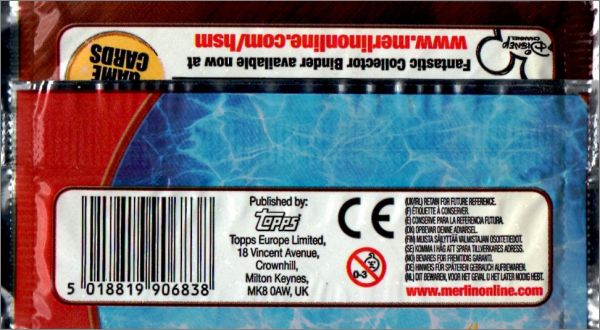 GAME
CARDS
Fantastic Collector Binder available now at
www.merlinonline.com/hsm
Disney
CHANNEL
5 018819 906838
Published by:
Topps
Topps Europe Limited,
18 Vincent Avenue,
Crownhill,
Milton Keynes,
MK8 0AW, UK
CE
0-3
(UK/IRL) RETAIN FOR FUTURE REFERENCE.
(F) ÉTIQUETTE À CONSERVER.
(E) CONSERVE PARA LA REFERENCIA FUTURA.
(DK) OPBEVAR DENNE ADVARSEL.
(FIN) MUISTA SÄILYTTÄÄ VALMISTAJAN OSOITETIEDOT.
(SE) KOMMA I HÅG ATT SPARA TILLVERKARES ADRESS.
(NO) BEVARES FOR FREMTIDIG GARANTI.
(DE) HINWEIS FÜR SPÄTEREN GEBRAUCH AUFBEWAREN.
(NL) DIT BEWAREN, VOOR HET GEVAL U HET LATER NODIG HEBT.
www.merlinonline.com